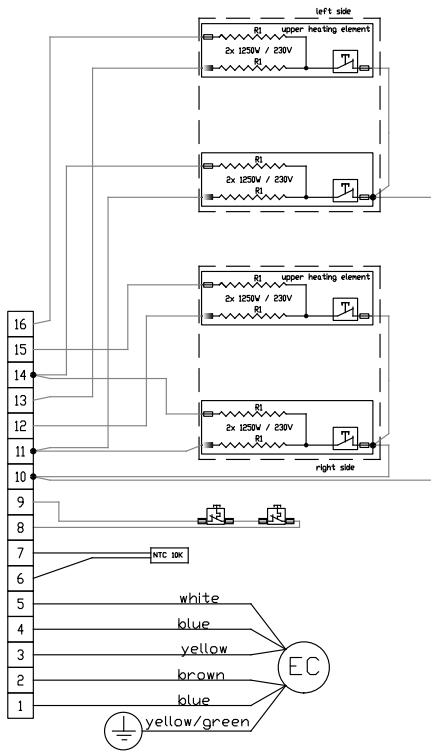 left side
R1
upper heating element
2x 1250W / 230V
R1
R1
2x 1250W / 230V
R1
R1
upper heating element
2x 1250W / 230V
R1
16
15
14
13
12
R1
2x 1250W / 230V
11
R1
right side
10
9
8
7
NTC 10K
6
5
white
4
blue
3
yellow
EC
2
brown
1
blue
yellow/green